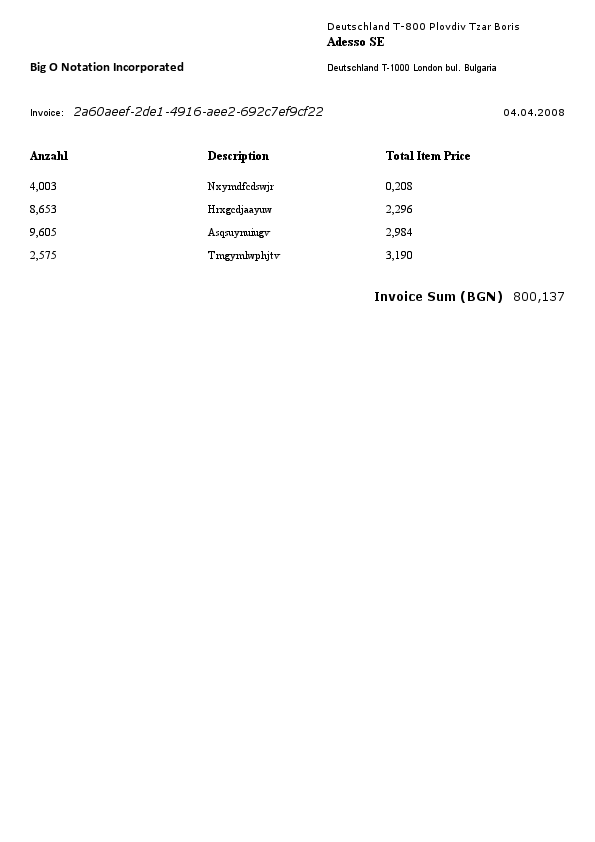 Deutschland T-800 Plovdiv Tzar Boris
Adesso SE
Big O Notation Incorporated Deutschland T-1000 London bul. Bulgaria
Invoice: 2a60aeef-2de1-4916-aee2-692c7ef9cf22 04.04.2008
Anzahl Description Total Item Price
4,003 Nxymdfcdswjr 0,208
8,653 Hrxgcdjaayuw 2,296
9,605 Asqsuynuiugv 2,984
2,575 Tmgymlwphjtv 3,190
Invoice Sum (BGN) 800,137